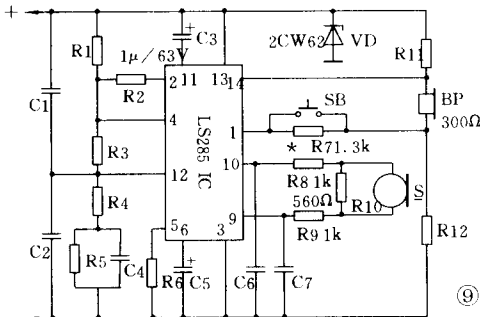 +
R1
C3
+
1μ/63V
2CW62
VD
R11
2
11
13
14
R2
BP
300Ω
C1
4
LS285 IC
SB
1
* R7 1.3k
R3
12
10
R8 1k
S
R4
560Ω
R10
C2
5
6
3
9
R9 1k
R12
R5
C4
R6
+
C5
C6
C7
⑨